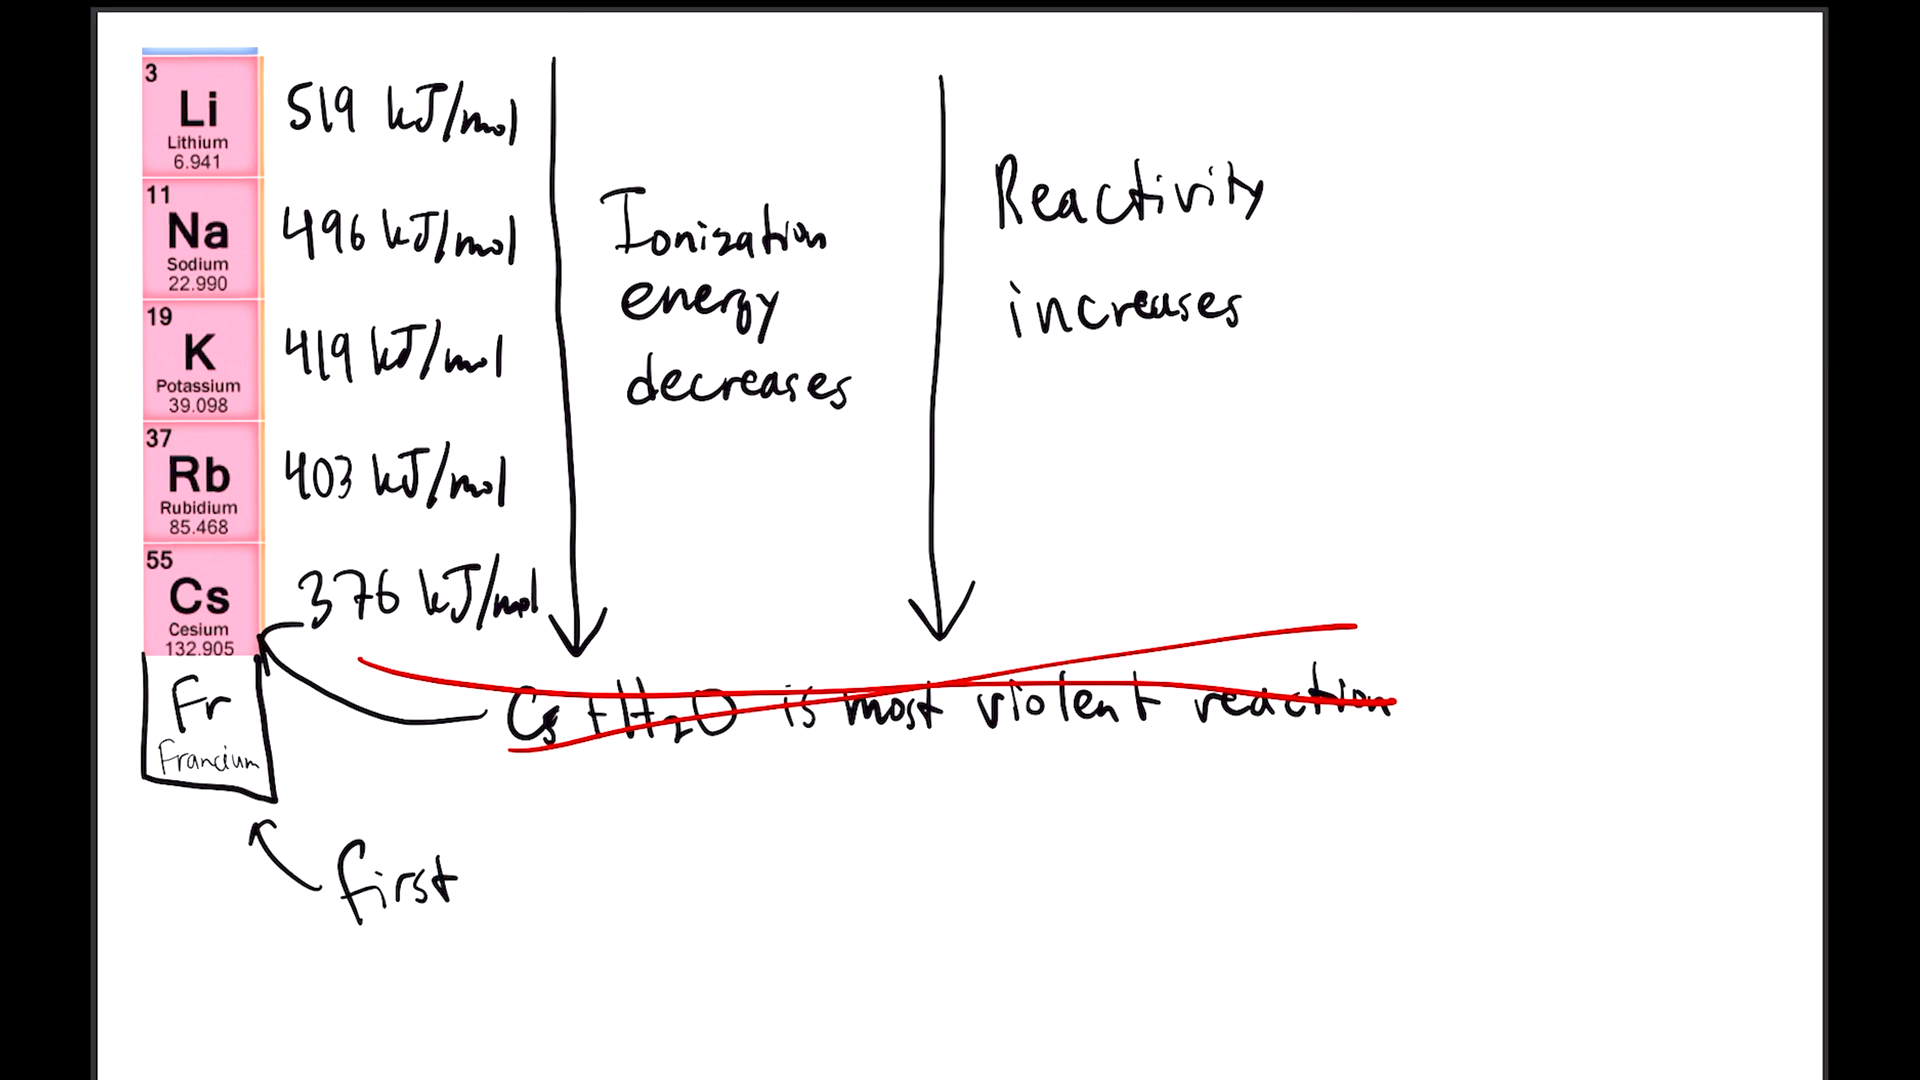 3
Li
Lithium
6.941
519 kJ/mol
11
Na
Sodium
22.990
496 kJ/mol
19
K
Potassium
39.098
419 kJ/mol
37
Rb
Rubidium
85.468
403 kJ/mol
55
Cs
Cesium
132.905
376 kJ/mol
Fr
Francium
Ionization
energy
decreases
Reactivity
increases
Cs + H₂O is most violent reaction
first